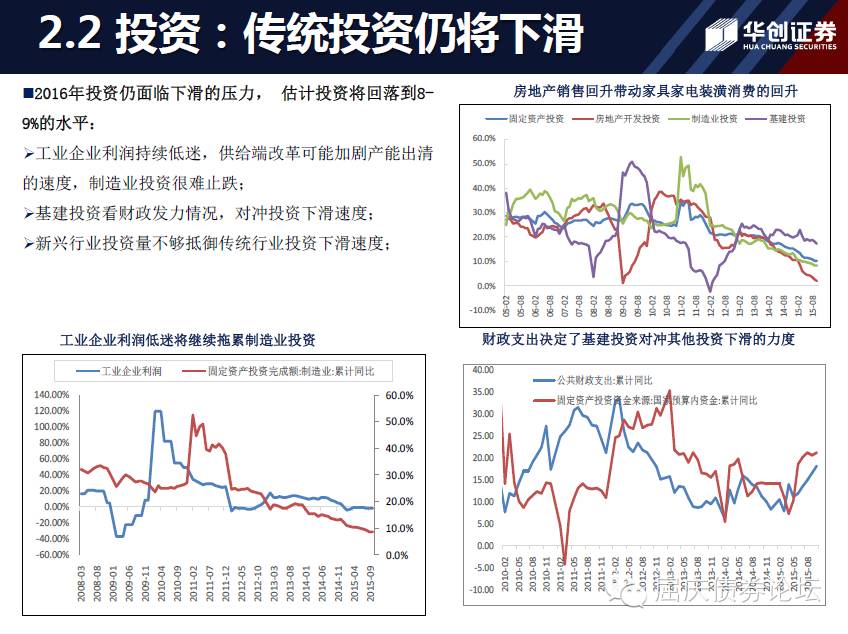 2.2 投资：传统投资仍将下滑
华创证券
HUA CHUANG SECURITIES
■2016年投资仍面临下滑的压力， 估计投资将回落到8-
9%的水平：
➢工业企业利润持续低迷，供给端改革可能加剧产能出清
的速度，制造业投资很难止跌；
➢基建投资看财政发力情况，对冲投资下滑速度；
➢新兴行业投资量不够抵御传统行业投资下滑速度；
房地产销售回升带动家具家电装潢消费的回升
固定资产投资 房地产开发投资 制造业投资 基建投资
60.0%
50.0%
40.0%
30.0%
20.0%
10.0%
0.0%
-10.0%
05-02 05-08 06-02 06-08 07-02 07-08 08-02 08-08 09-02 09-08 10-02 10-08 11-02 11-08 12-02 12-08 13-02 13-08 14-02 14-08 15-02 15-08
工业企业利润低迷将继续拖累制造业投资
工业企业利润 固定资产投资完成额:制造业:累计同比
140.00%
120.00%
100.00%
80.00%
60.00%
40.00%
20.00%
0.00%
-20.00%
-40.00%
-60.00%
60.0%
50.0%
40.0%
30.0%
20.0%
10.0%
0.0%
2008-03 2008-08 2009-01 2009-06 2009-11 2010-04 2010-09 2011-02 2011-07 2011-12 2012-05 2012-10 2013-03 2013-08 2014-01 2014-06 2014-11 2015-04 2015-09
财政支出决定了基建投资对冲其他投资下滑的力度
公共财政支出:累计同比
固定资产投资资金来源:国家预算内资金:累计同比
40.00
35.00
30.00
25.00
20.00
15.00
10.00
5.00
0.00
-5.00
-10.00
2010-02 2010-05 2010-08 2010-11 2011-02 2011-05 2011-08 2011-11 2012-02 2012-05 2012-08 2012-11 2013-02 2013-05 2013-08 2013-11 2014-02 2014-05 2014-08 2014-11 2015-02 2015-05 2015-08
屈庆债券论坛